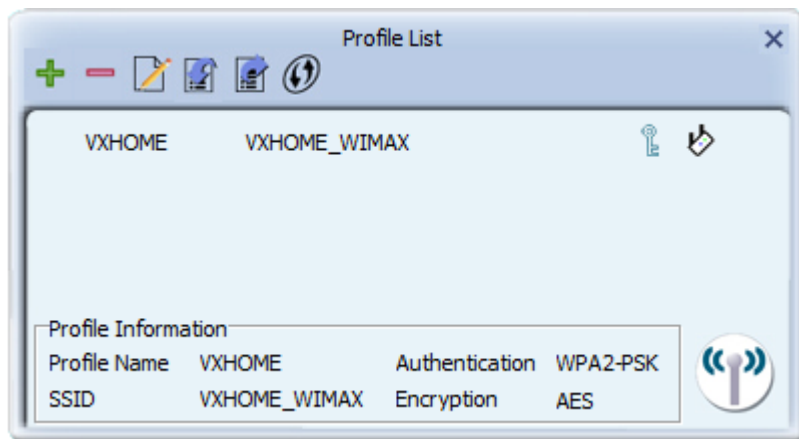 Profile List
VXHOME VXHOME_WIMAX
Profile Information
Profile Name VXHOME Authentication WPA2-PSK
SSID VXHOME_WIMAX Encryption AES